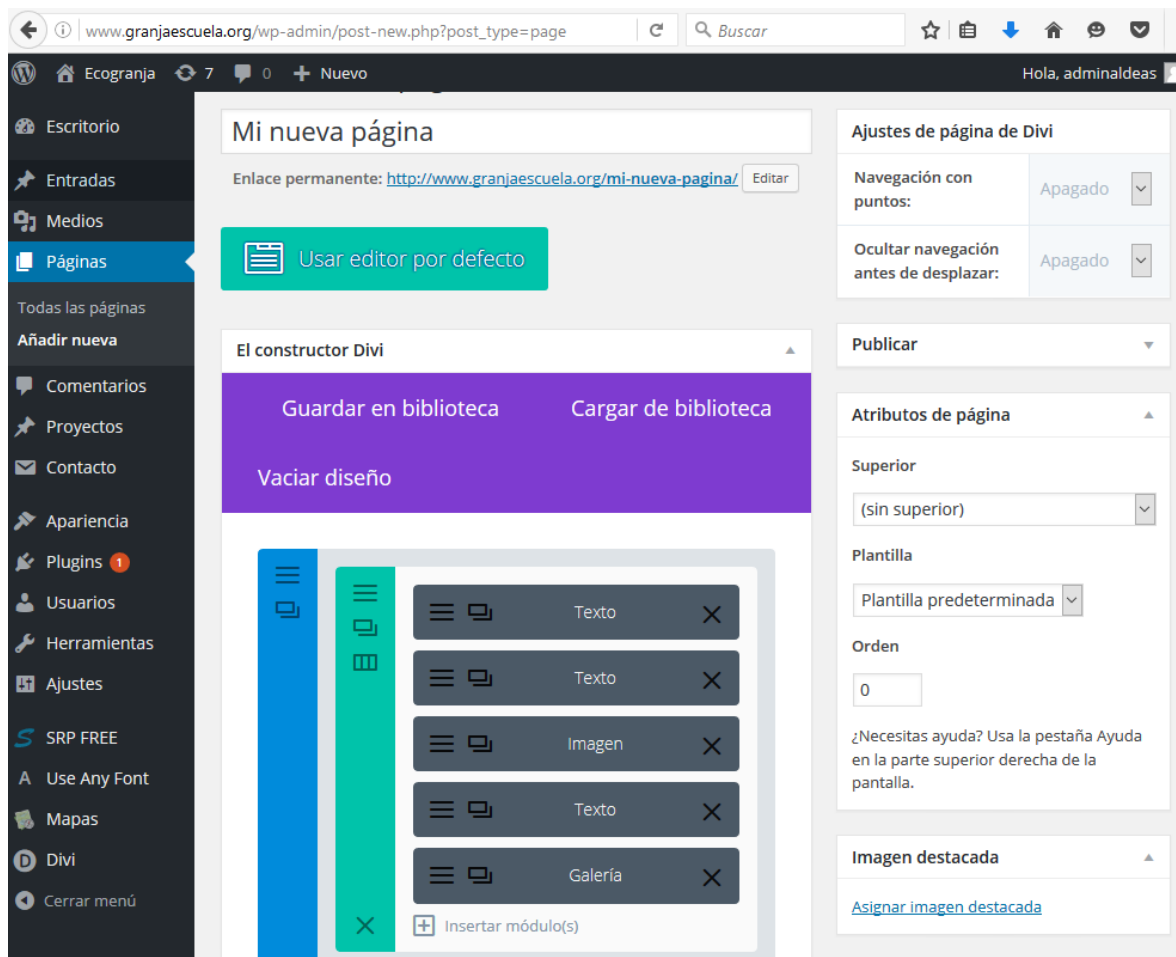 www.granjaescuela.org/wp-admin/post-new.php?post_type=page
Buscar
Ecogranja
7
0
Nuevo
Hola, adminaldeas
Escritorio
Entradas
Medios
Páginas
Todas las páginas
Añadir nueva
Comentarios
Proyectos
Contacto
Apariencia
Plugins 1
Usuarios
Herramientas
Ajustes
SRP FREE
Use Any Font
Mapas
Divi
Cerrar menú
Mi nueva página
Enlace permanente: http://www.granjaescuela.org/mi-nueva-pagina/ Editar
Usar editor por defecto
El constructor Divi
Guardar en biblioteca
Cargar de biblioteca
Vaciar diseño
Texto
Texto
Imagen
Texto
Galería
Insertar módulo(s)
Ajustes de página de Divi
Navegación con
puntos:
Apagado
Ocultar navegación
antes de desplazar:
Apagado
Publicar
Atributos de página
Superior
(sin superior)
Plantilla
Plantilla predeterminada
Orden
0
¿Necesitas ayuda? Usa la pestaña Ayuda
en la parte superior derecha de la
pantalla.
Imagen destacada
Asignar imagen destacada